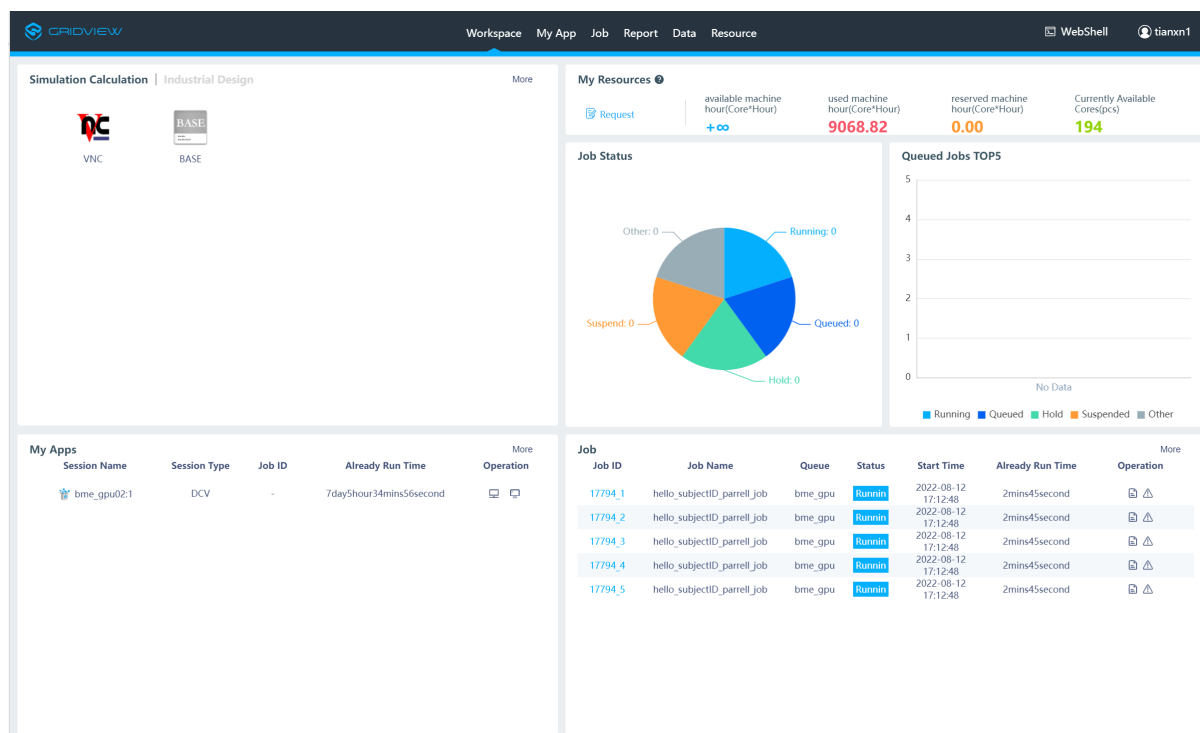 GRIDVIEW
Workspace My App Job Report Data Resource
WebShell tianxn1
Simulation Calculation | Industrial Design More
VNC
BASE
BASE
My Resources
Request
available machine hour(Core*Hour)
+∞
used machine hour(Core*Hour)
9068.82
reserved machine hour(Core*Hour)
0.00
Currently Available Cores(pcs)
194
Job Status
Other: 0
Running: 0
Suspend: 0
Queued: 0
Hold: 0
Queued Jobs TOP5
5
4
3
2
1
0
No Data
Running Queued Hold Suspended Other
My Apps More
Session Name Session Type Job ID Already Run Time Operation
bme_gpu02:1 DCV - 7day5hour34mins56second
Job More
Job ID Job Name Queue Status Start Time Already Run Time Operation
17794_1 hello_subjectID_parrell_job bme_gpu Runnin 2022-08-12 17:12:48 2mins45second
17794_2 hello_subjectID_parrell_job bme_gpu Runnin 2022-08-12 17:12:48 2mins45second
17794_3 hello_subjectID_parrell_job bme_gpu Runnin 2022-08-12 17:12:48 2mins45second
17794_4 hello_subjectID_parrell_job bme_gpu Runnin 2022-08-12 17:12:48 2mins45second
17794_5 hello_subjectID_parrell_job bme_gpu Runnin 2022-08-12 17:12:48 2mins45second